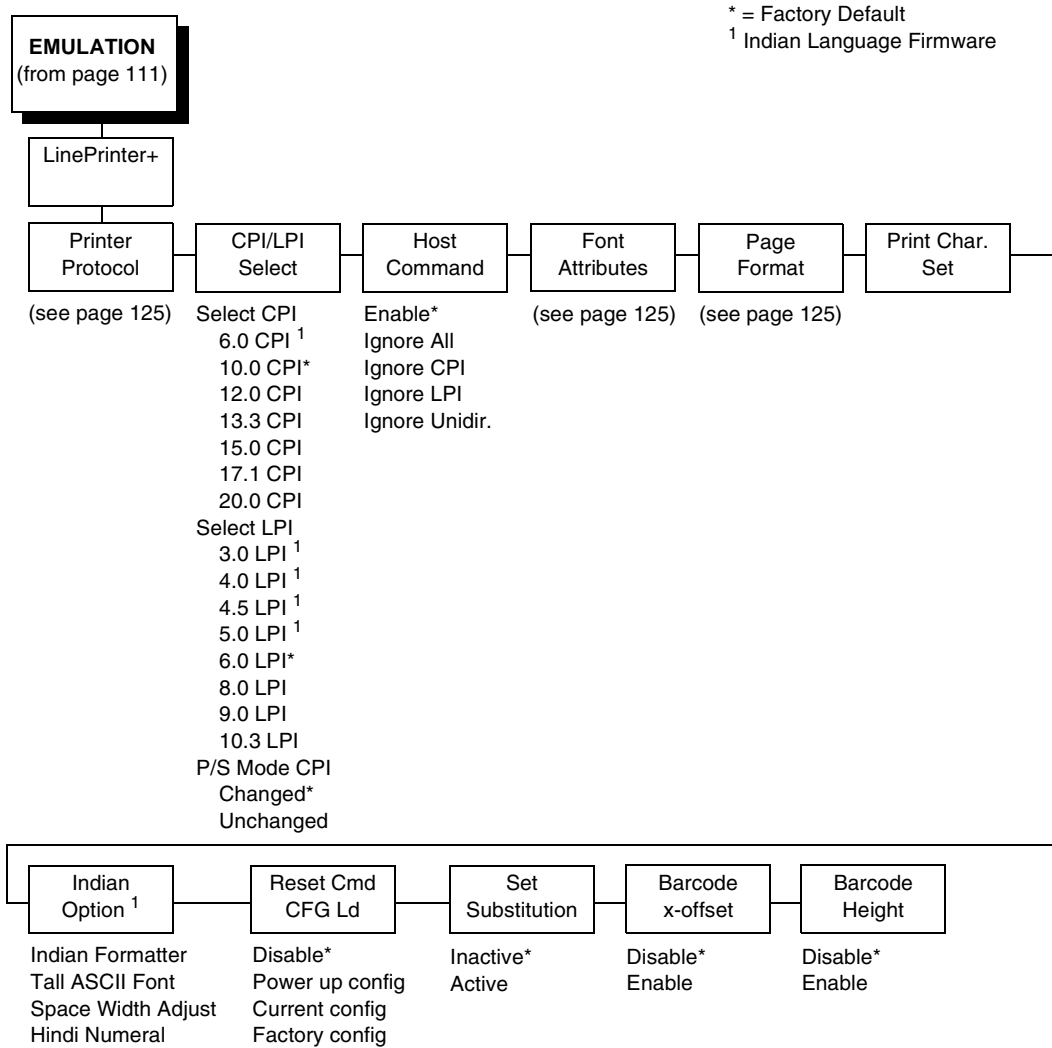 * = Factory Default
1 Indian Language Firmware
EMULATION
(from page 111)
LinePrinter+
Printer
Protocol
(see page 125)
CPI/LPI
Select
Select CPI
6.0 CPI 1
10.0 CPI*
12.0 CPI
13.3 CPI
15.0 CPI
17.1 CPI
20.0 CPI
Select LPI
3.0 LPI 1
4.0 LPI 1
4.5 LPI 1
5.0 LPI 1
6.0 LPI*
8.0 LPI
9.0 LPI
10.3 LPI
P/S Mode CPI
Changed*
Unchanged
Host
Command
Enable*
Ignore All
Ignore CPI
Ignore LPI
Ignore Unidir.
Font
Attributes
(see page 125)
Page
Format
(see page 125)
Print Char.
Set
Indian
Option 1
Indian Formatter
Tall ASCII Font
Space Width Adjust
Hindi Numeral
Reset Cmd
CFG Ld
Disable*
Power up config
Current config
Factory config
Set
Substitution
Inactive*
Active
Barcode
x-offset
Disable*
Enable
Barcode
Height
Disable*
Enable